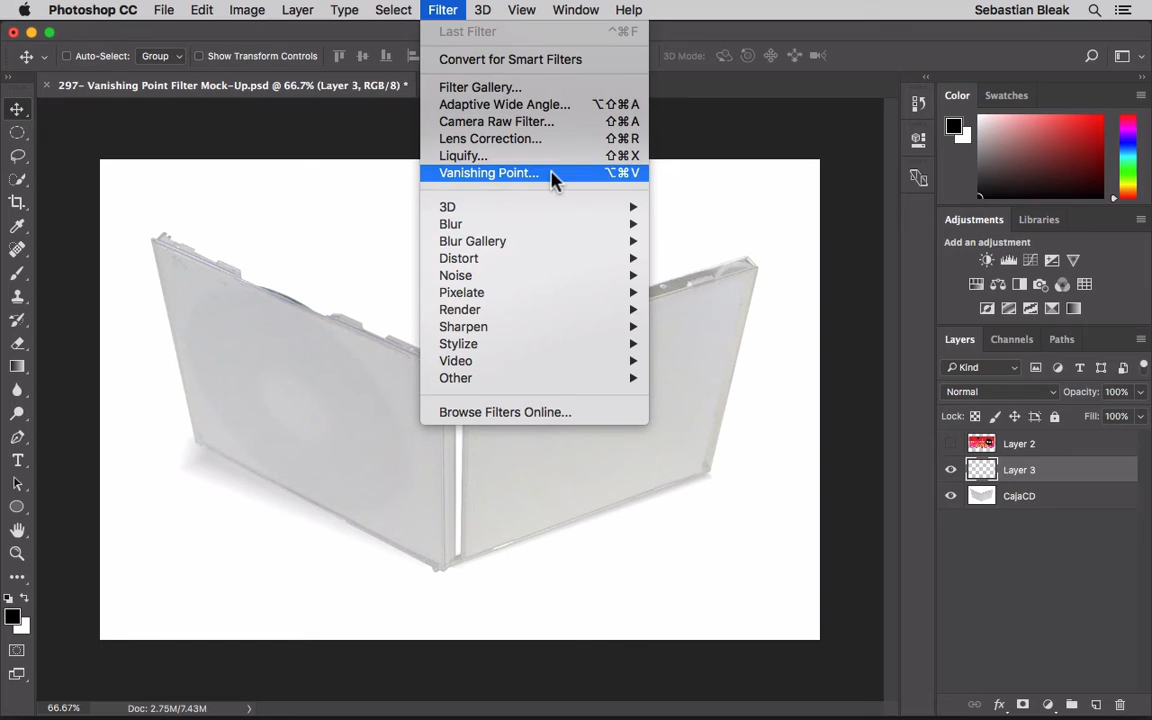 Photoshop CC File Edit Image Layer Type Select Filter 3D View Window Help Sebastian Bleak
Auto-Select: Group Show Transform Controls 3D Mode:
297- Vanishing Point Filter Mock-Up.psd @ 66.7% (Layer 3, RGB/8) *
Last Filter ^⌘F
Convert for Smart Filters
Filter Gallery...
Adaptive Wide Angle... ⌥⇧⌘A
Camera Raw Filter... ⇧⌘A
Lens Correction... ⇧⌘R
Liquify... ⇧⌘X
Vanishing Point... ⌥⌘V
3D
Blur
Blur Gallery
Distort
Noise
Pixelate
Render
Sharpen
Stylize
Video
Other
Browse Filters Online...
Color Swatches
Adjustments Libraries
Add an adjustment
Layers Channels Paths
Kind
Normal Opacity: 100%
Lock: Fill: 100%
Layer 2
Layer 3
CajaCD
66.67% Doc: 2.75M/7.43M